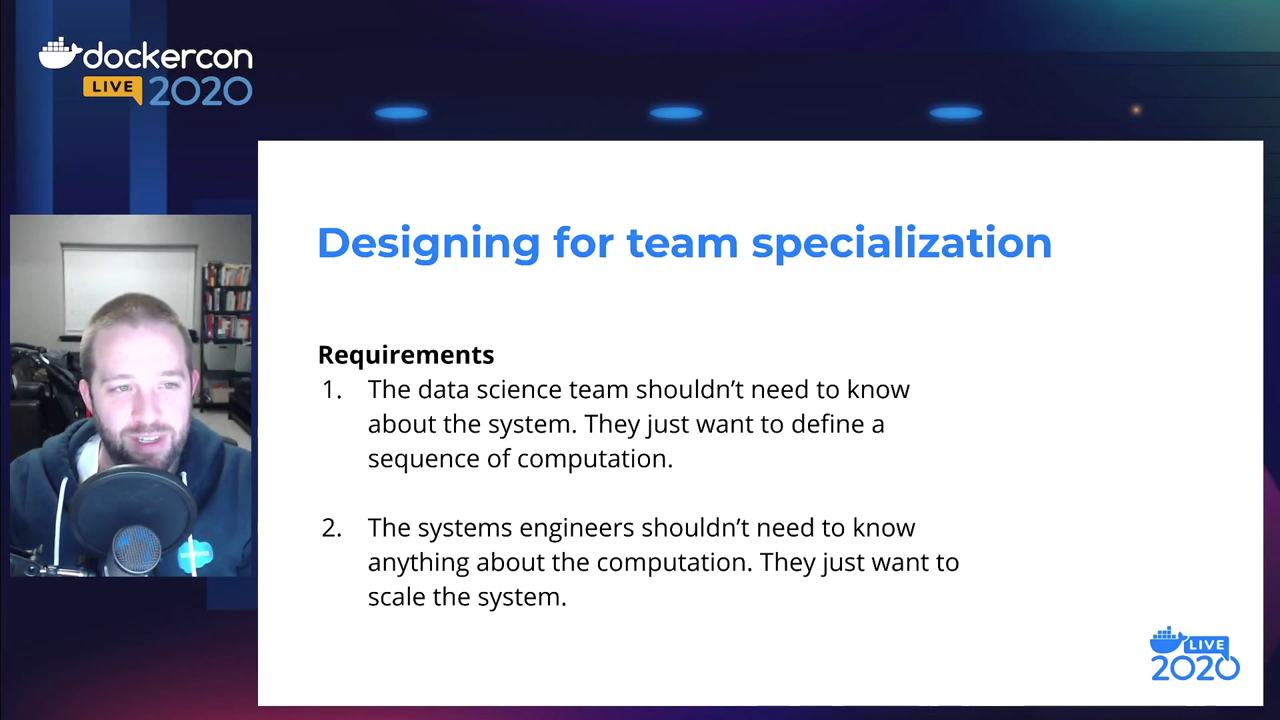 dockercon
LIVE 2020
Designing for team specialization
Requirements
1. The data science team shouldn’t need to know
about the system. They just want to define a
sequence of computation.
2. The systems engineers shouldn’t need to know
anything about the computation. They just want to
scale the system.
LIVE
2020